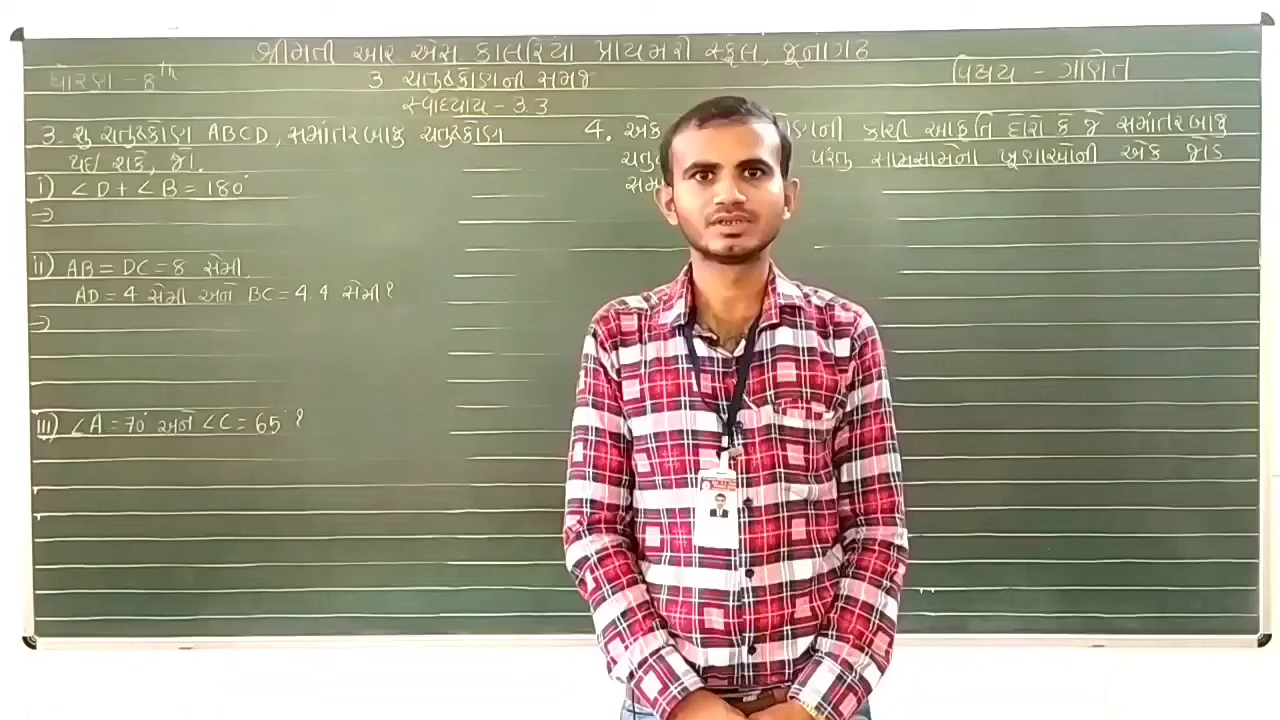 શ્રીમતી આર એસ કાલરિયા પ્રાયમરી સ્કૂલ, જૂનાગઢ
ધોરણ - 8th
3 ચતુષ્કોણની સમજ
વિષય - ગણિત
સ્વાધ્યાય - 3.3
3. શુ ચતુષ્કોણ ABCD, સમાંતરબાજુ ચતુષ્કોણ
થઇ શકે, જો.
i) ∠D + ∠B = 180°
→
ii) AB = DC = 8 સેમી,
AD = 4 સેમી અને BC = 4.4 સેમી?
→
iii) ∠A = 70° અને ∠C = 65°?
4. એક કાચી આકૃતિ દોરો કે જે સમાંતરબાજુ
પરંતુ સામસામેના ખૂણાઓની એક જોડ